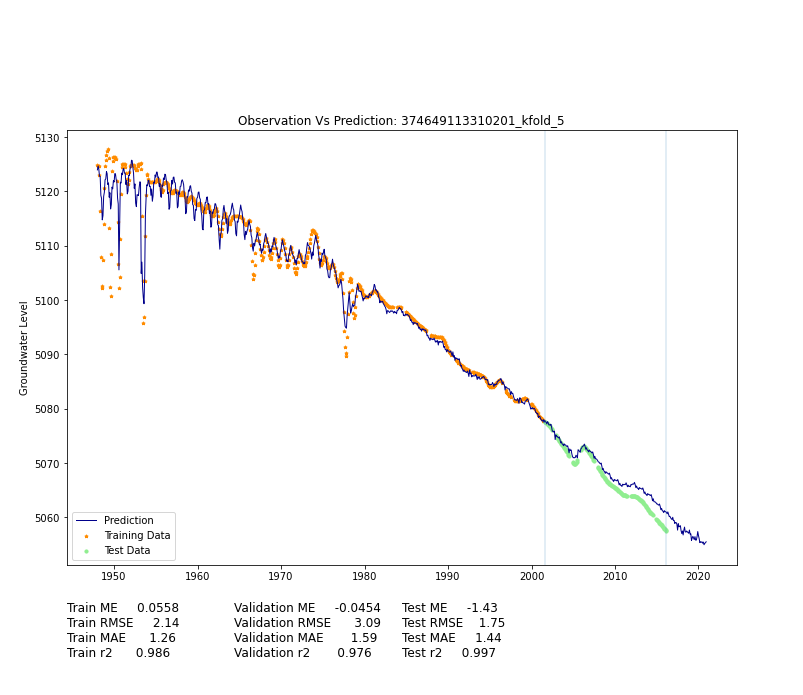 Observation Vs Prediction: 374649113310201_kfold_5
5130
5120
5110
5100
5090
5080
5070
5060
Groundwater Level
Prediction
Training Data
Test Data
1950 1960 1970 1980 1990 2000 2010 2020
Train ME 0.0558 Validation ME -0.0454 Test ME -1.43
Train RMSE 2.14 Validation RMSE 3.09 Test RMSE 1.75
Train MAE 1.26 Validation MAE 1.59 Test MAE 1.44
Train r2 0.986 Validation r2 0.976 Test r2 0.997